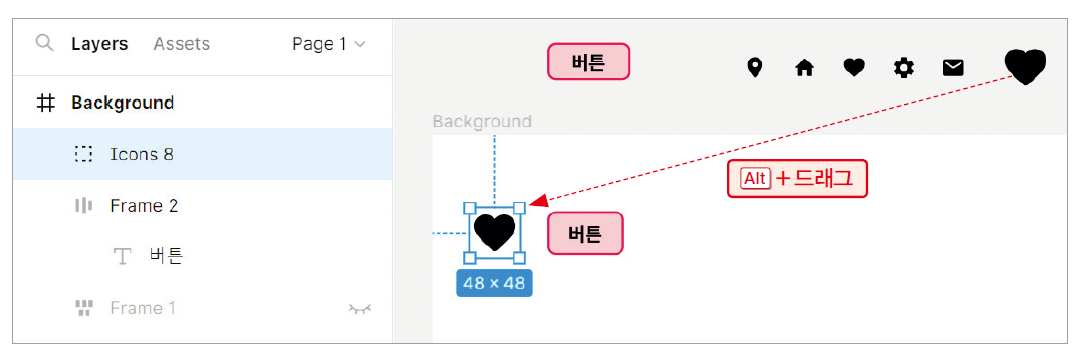 Layers Assets Page 1
Background
Icons 8
Frame 2
버튼
Frame 1
버튼
Background
Alt + 드래그
버튼
48 × 48